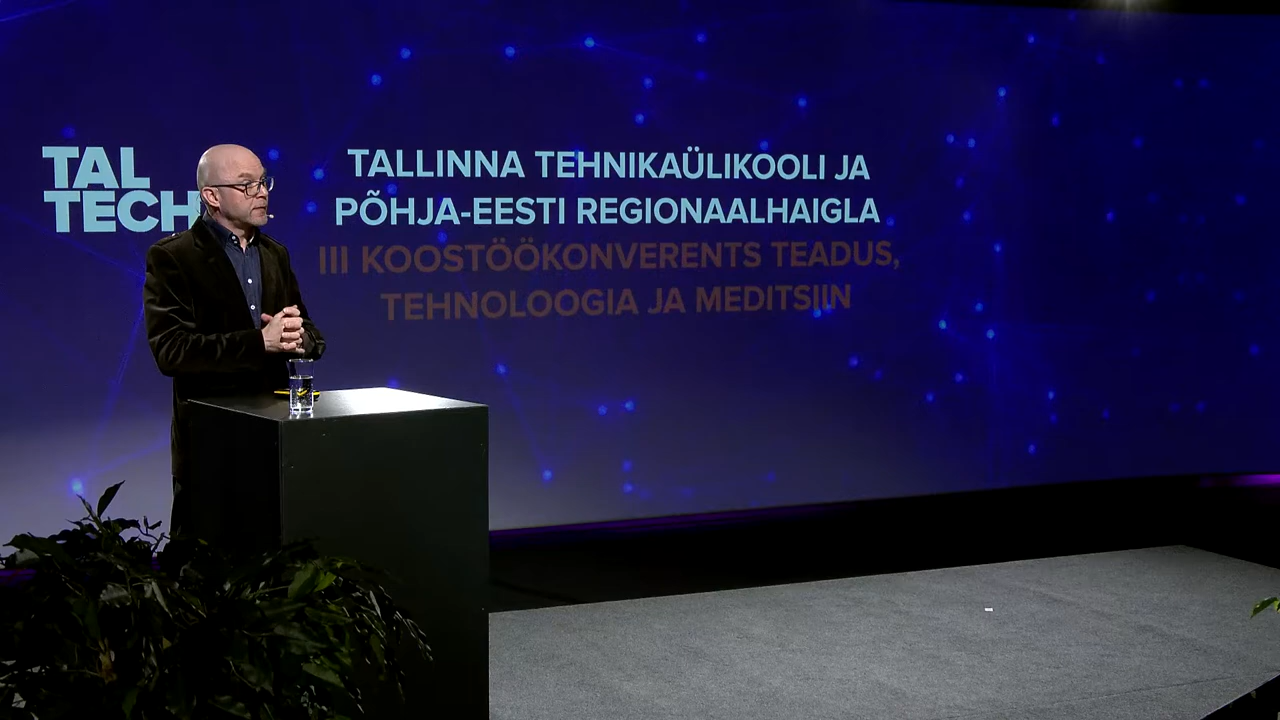 TAL
TECH
TALLINNA TEHNIKAÜLIKOOLI JA
PÕHJA-EESTI REGIONAALHAIGLA
III KOOSTÖÖKONVERENTS TEADUS,
TEHNOLOOGIA JA MEDITSIIN